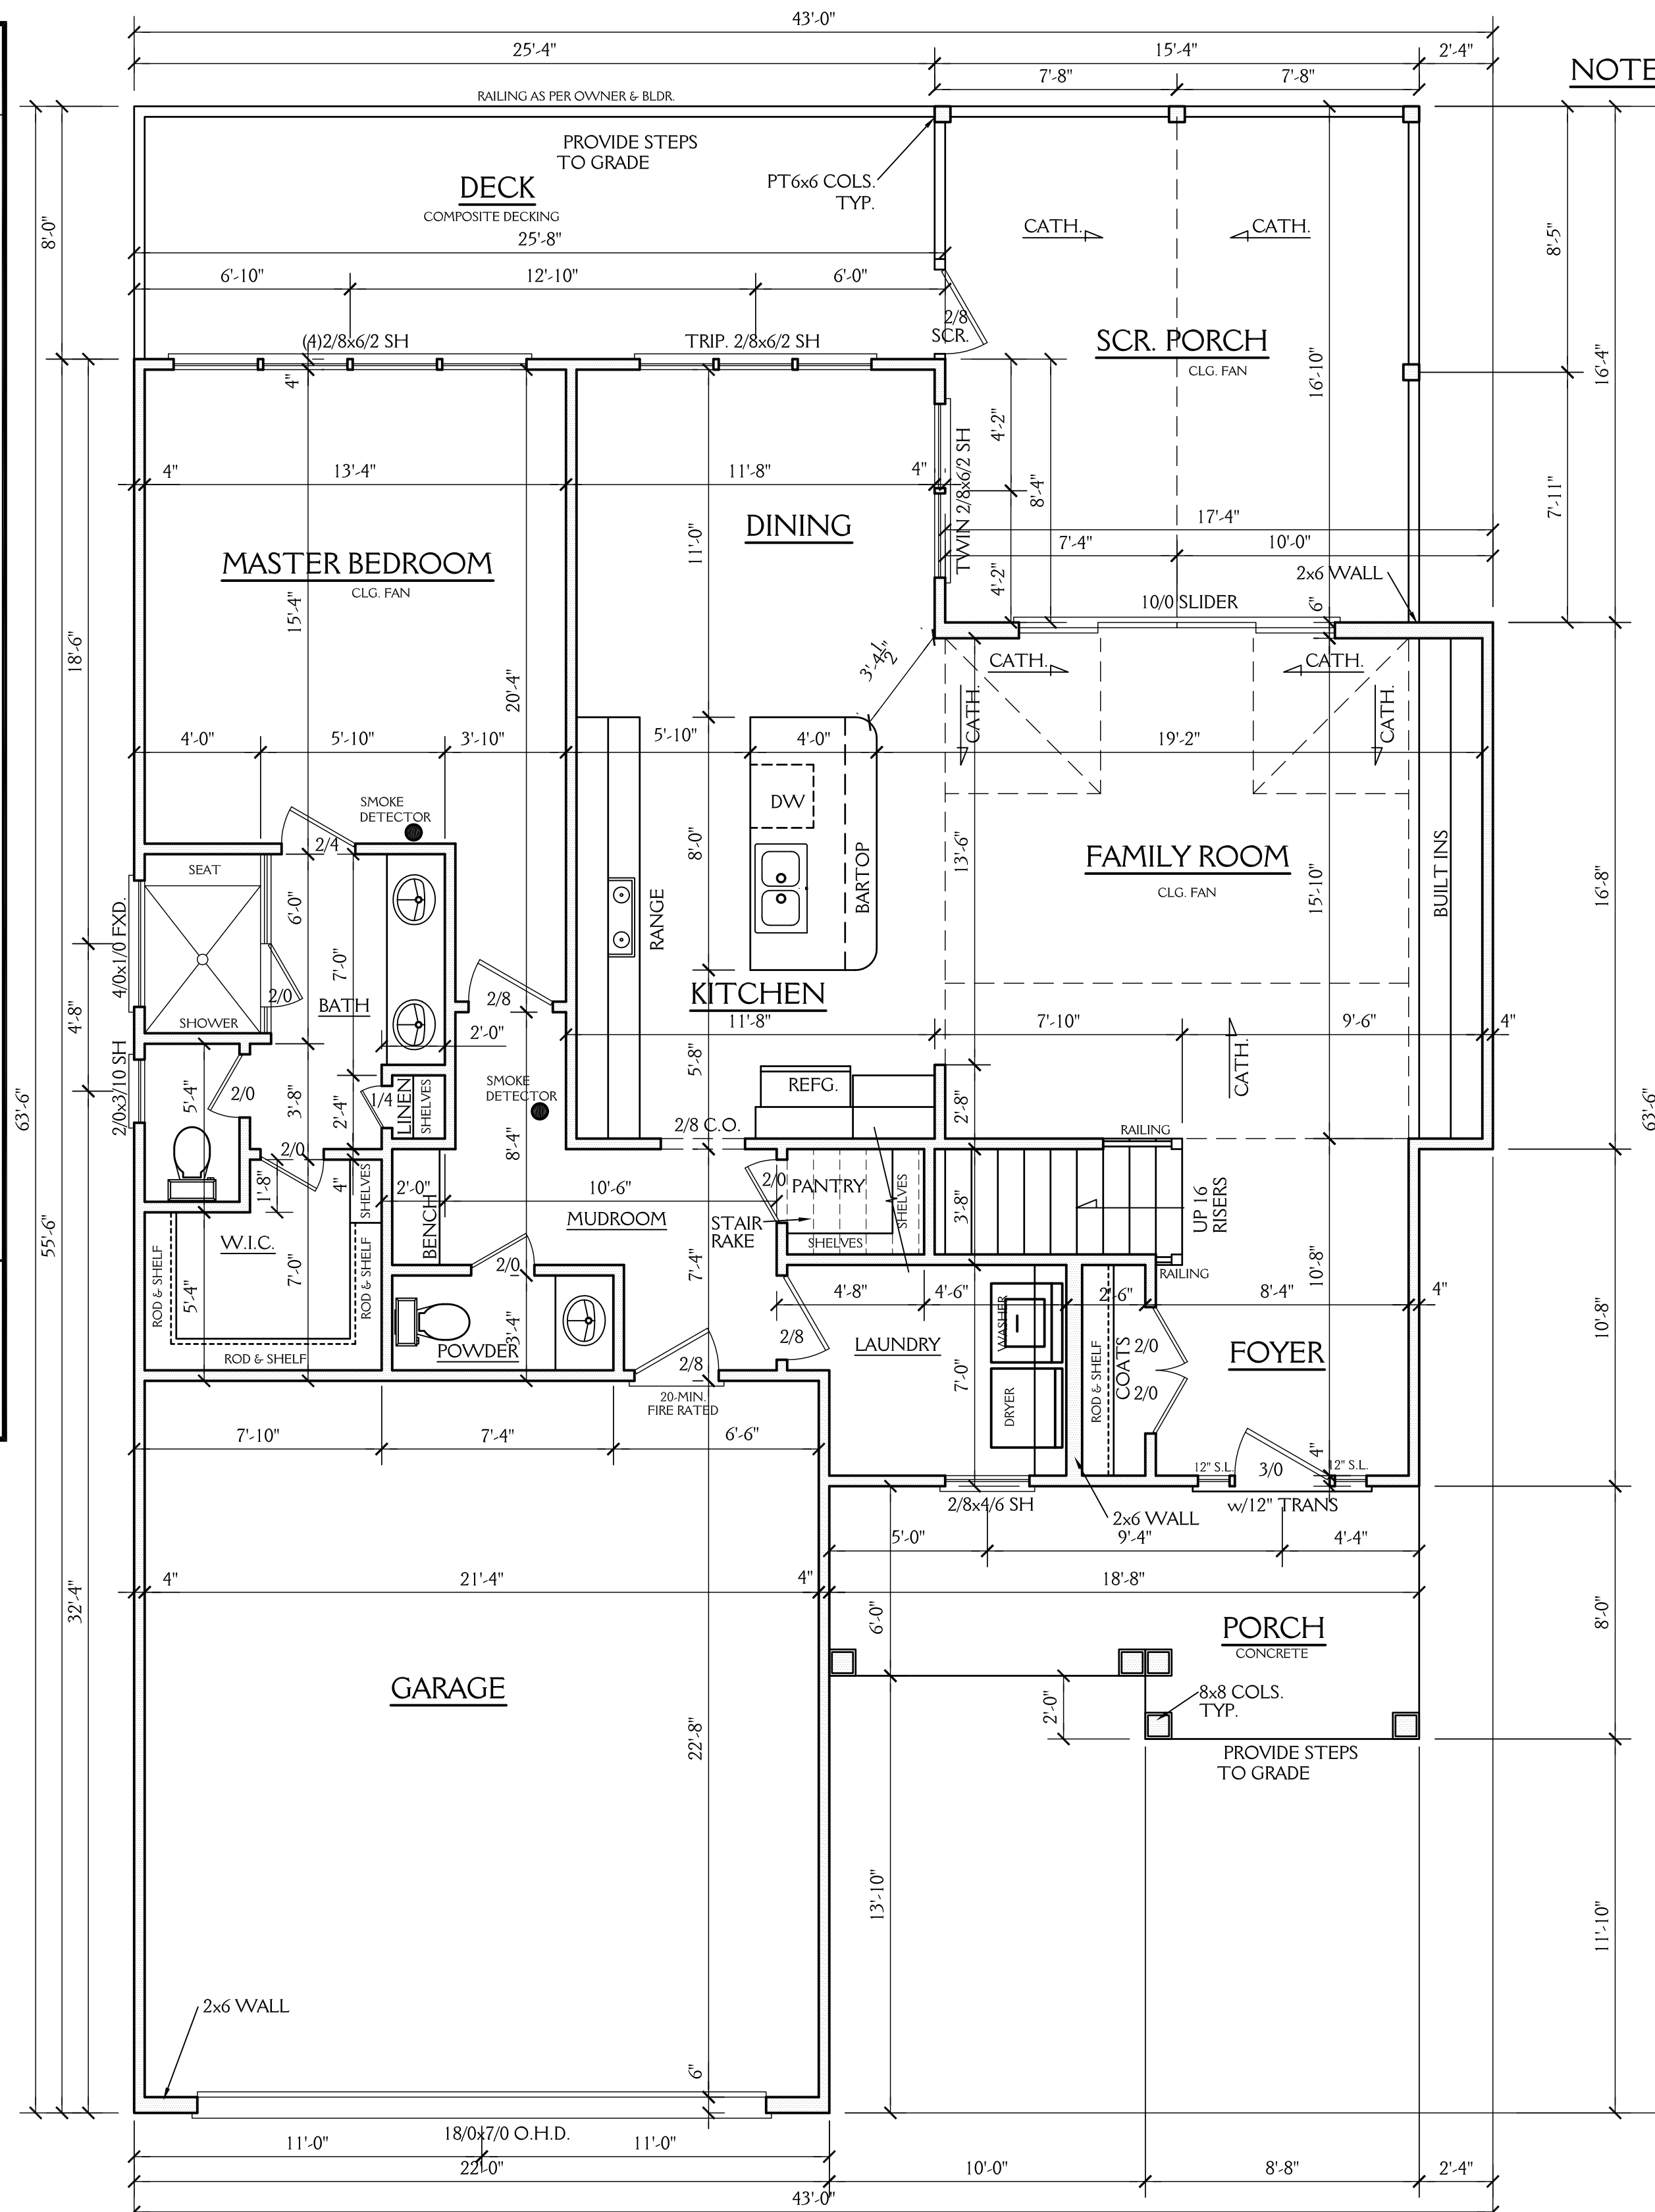 43'-0"
25'-4"
15'-4"
2'-4"
7'-8"
7'-8"
NOTE
RAILING AS PER OWNER & BLDR.
PROVIDE STEPS
TO GRADE
DECK
COMPOSITE DECKING
PT6x6 COLS.
TYP.
25'-8"
6'-10"
12'-10"
6'-0"
8'-0"
CATH.
CATH.
8'-5"
16'-4"
16'-10"
2/8
SCR.
SCR. PORCH
CLG. FAN
(4)2/8x6/2 SH
TRIP. 2/8x6/2 SH
4"
4'-2"
8'-4"
TWIN 2/8x6/2 SH
4'-2"
7'-11"
4"
13'-4"
11'-8"
4"
DINING
11'-0"
17'-4"
7'-4"
10'-0"
MASTER BEDROOM
CLG. FAN
15'-4"
18'-6"
20'-4"
2x6 WALL
10/0 SLIDER
6"
3'-4½"
CATH.
CATH.
CATH.
CATH.
4'-0"
5'-10"
3'-10"
5'-10"
4'-0"
19'-2"
SMOKE
DETECTOR
2/4
DW
8'-0"
BARTOP
13'-6"
FAMILY ROOM
CLG. FAN
15'-10"
BUILT INS
16'-8"
SEAT
4/0x1/0 FXD.
6'-0"
7'-0"
RANGE
2/0
BATH
SHOWER
2/8
2'-0"
KITCHEN
11'-8"
7'-10"
9'-6"
4"
4'-8"
2/0x3/10 SH
63'-6"
5'-4"
2/0
3'-8"
2'-4"
1/4
LINEN
SHELVES
SMOKE
DETECTOR
5'-8"
REFG.
2'-8"
CATH.
63'-6"
2/8 C.O.
RAILING
2/0
8'-4"
1'-8"
4"
SHELVES
2'-0"
BENCH
10'-6"
MUDROOM
2/0
PANTRY
SHELVES
SHELVES
STAIR
RAKE
3'-8"
UP 16
RISERS
55'-6"
W.I.C.
ROD & SHELF
ROD & SHELF
ROD & SHELF
5'-4"
7'-0"
2/0
7'-4"
RAILING
10'-8"
4'-8"
4'-6"
2'-6"
8'-4"
4"
10'-8"
POWDER
3'-4"
2/8
LAUNDRY
WASHER
DRYER
7'-0"
ROD & SHELF
COATS
2/0
2/0
FOYER
2/8
20-MIN.
FIRE RATED
7'-10"
7'-4"
6'-6"
12" S.L.
3/0
4"
12" S.L.
2/8x4/6 SH
w/12" TRANS
2x6 WALL
5'-0"
9'-4"
4'-4"
32'-4"
4"
21'-4"
4"
18'-8"
6'-0"
PORCH
CONCRETE
8'-0"
GARAGE
22'-8"
8x8 COLS.
TYP.
2'-0"
PROVIDE STEPS
TO GRADE
13'-10"
11'-10"
2x6 WALL
6"
18/0x7/0 O.H.D.
11'-0"
11'-0"
22'-0"
10'-0"
8'-8"
2'-4"
43'-0"